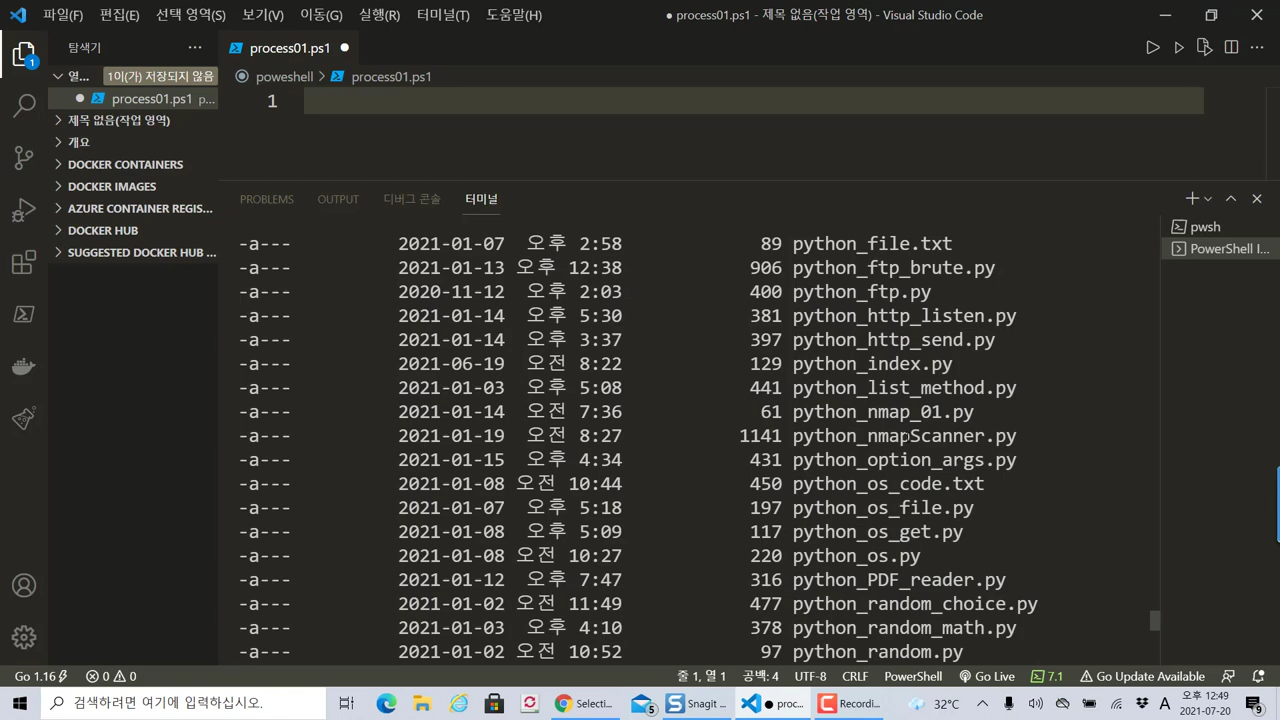 파일(F) 편집(E) 선택 영역(S) 보기(V) 이동(G) 실행(R) 터미널(T) 도움말(H) ● process01.ps1 - 제목 없음(작업 영역) - Visual Studio Code
탐색기 ···
process01.ps1 ●
열... 1이(가) 저장되지 않음
poweshell > process01.ps1
● process01.ps1 p...
1
제목 없음(작업 영역)
개요
DOCKER CONTAINERS
DOCKER IMAGES
AZURE CONTAINER REGIS...
DOCKER HUB
SUGGESTED DOCKER HUB ...
PROBLEMS OUTPUT 디버그 콘솔 터미널
pwsh
PowerShell I...
-a--- 2021-01-07 오후 2:58 89 python_file.txt
-a--- 2021-01-13 오후 12:38 906 python_ftp_brute.py
-a--- 2020-11-12 오후 2:03 400 python_ftp.py
-a--- 2021-01-14 오후 5:30 381 python_http_listen.py
-a--- 2021-01-14 오후 3:37 397 python_http_send.py
-a--- 2021-06-19 오전 8:22 129 python_index.py
-a--- 2021-01-03 오후 5:08 441 python_list_method.py
-a--- 2021-01-14 오전 7:36 61 python_nmap_01.py
-a--- 2021-01-19 오전 8:27 1141 python_nmapScanner.py
-a--- 2021-01-15 오후 4:34 431 python_option_args.py
-a--- 2021-01-08 오전 10:44 450 python_os_code.txt
-a--- 2021-01-07 오후 5:18 197 python_os_file.py
-a--- 2021-01-08 오후 5:09 117 python_os_get.py
-a--- 2021-01-08 오전 10:27 220 python_os.py
-a--- 2021-01-12 오후 7:47 316 python_PDF_reader.py
-a--- 2021-01-02 오전 11:49 477 python_random_choice.py
-a--- 2021-01-03 오후 4:10 378 python_random_math.py
-a--- 2021-01-02 오전 10:52 97 python_random.py
Go 1.16 0 0 줄 1, 열 1 공백: 4 UTF-8 CRLF PowerShell Go Live 7.1 Go Update Available
검색하려면 여기에 입력하십시오. Selecti... 5 Snagit ... ● proc... Recordi... 32°C A 오후 12:49 9
2021-07-20